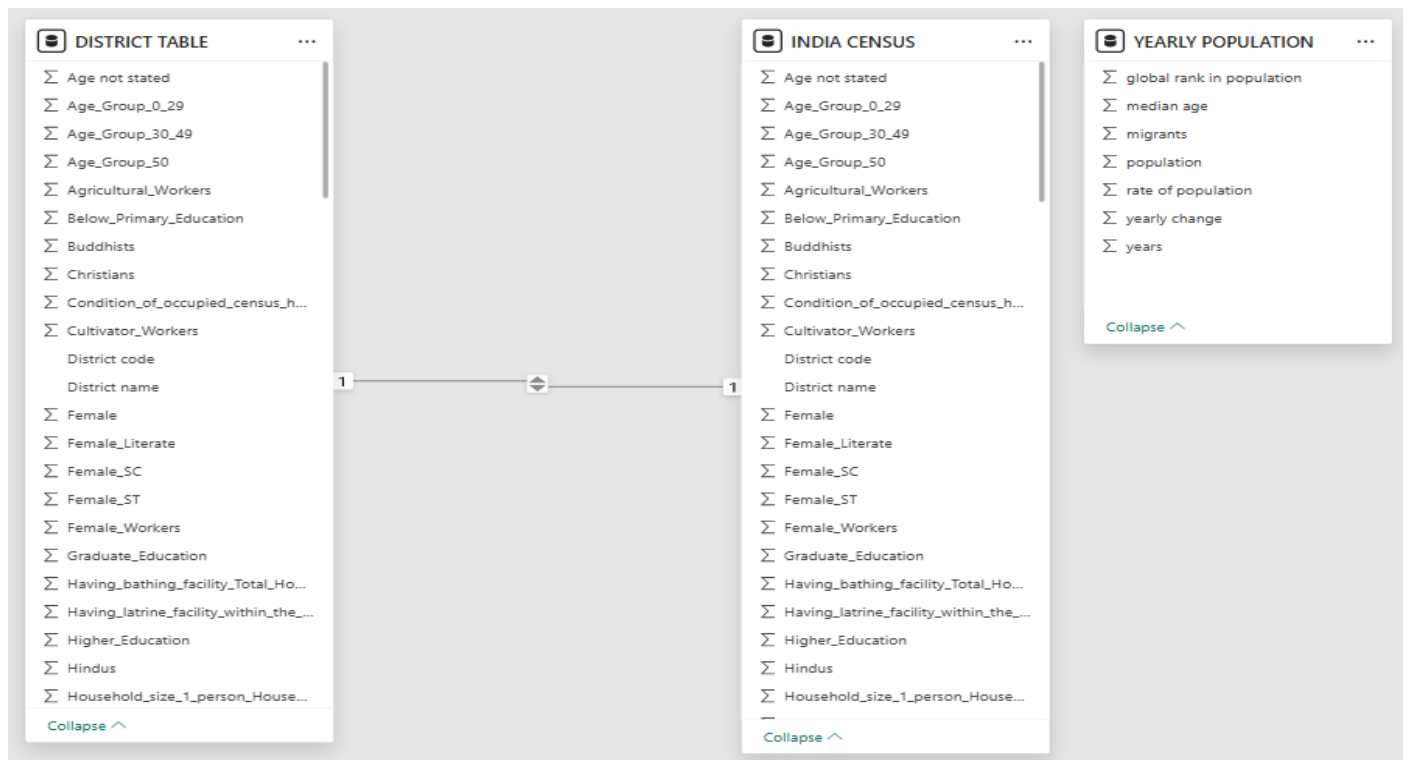 DISTRICT TABLE
Σ Age not stated
Σ Age_Group_0_29
Σ Age_Group_30_49
Σ Age_Group_50
Σ Agricultural_Workers
Σ Below_Primary_Education
Σ Buddhists
Σ Christians
Σ Condition_of_occupied_census_h...
Σ Cultivator_Workers
District code
District name
Σ Female
Σ Female_Literate
Σ Female_SC
Σ Female_ST
Σ Female_Workers
Σ Graduate_Education
Σ Having_bathing_facility_Total_Ho...
Σ Having_latrine_facility_within_the_...
Σ Higher_Education
Σ Hindus
Σ Household_size_1_person_House...
Collapse
1
1
INDIA CENSUS
Σ Age not stated
Σ Age_Group_0_29
Σ Age_Group_30_49
Σ Age_Group_50
Σ Agricultural_Workers
Σ Below_Primary_Education
Σ Buddhists
Σ Christians
Σ Condition_of_occupied_census_h...
Σ Cultivator_Workers
District code
District name
Σ Female
Σ Female_Literate
Σ Female_SC
Σ Female_ST
Σ Female_Workers
Σ Graduate_Education
Σ Having_bathing_facility_Total_Ho...
Σ Having_latrine_facility_within_the_...
Σ Higher_Education
Σ Hindus
Σ Household_size_1_person_House...
Collapse
YEARLY POPULATION
Σ global rank in population
Σ median age
Σ migrants
Σ population
Σ rate of population
Σ yearly change
Σ years
Collapse